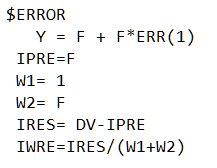 $ERROR
Y = F + F*ERR(1)
IPRE=F
W1= 1
W2= F
IRES= DV-IPRE
IWRE=IRES/(W1+W2)